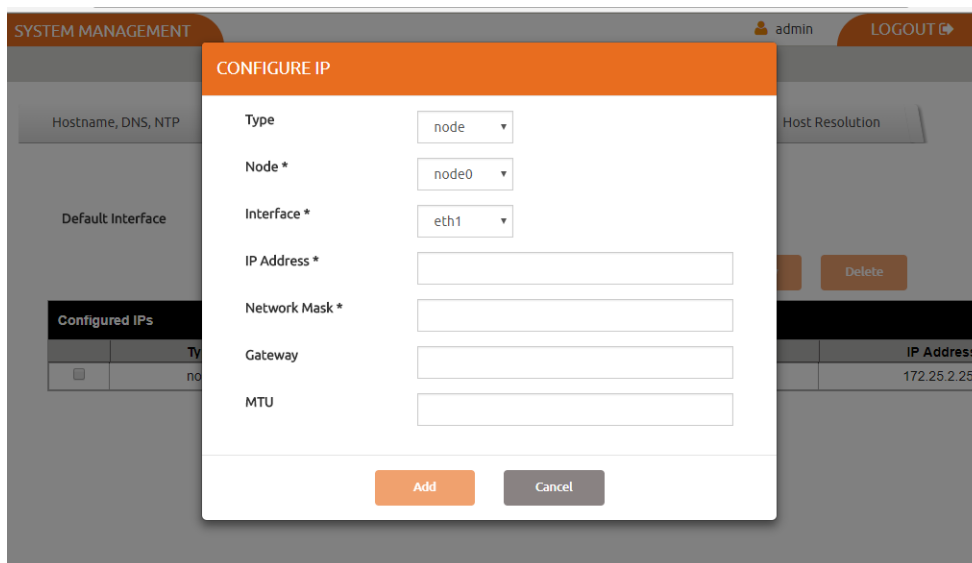 SYSTEM MANAGEMENT
admin
LOGOUT
CONFIGURE IP
Hostname, DNS, NTP
Host Resolution
Type
node
Node *
node0
Default Interface
Interface *
eth1
IP Address *
Delete
Network Mask *
Configured IPs
Gateway
IP Address
172.25.2.25
MTU
Add
Cancel